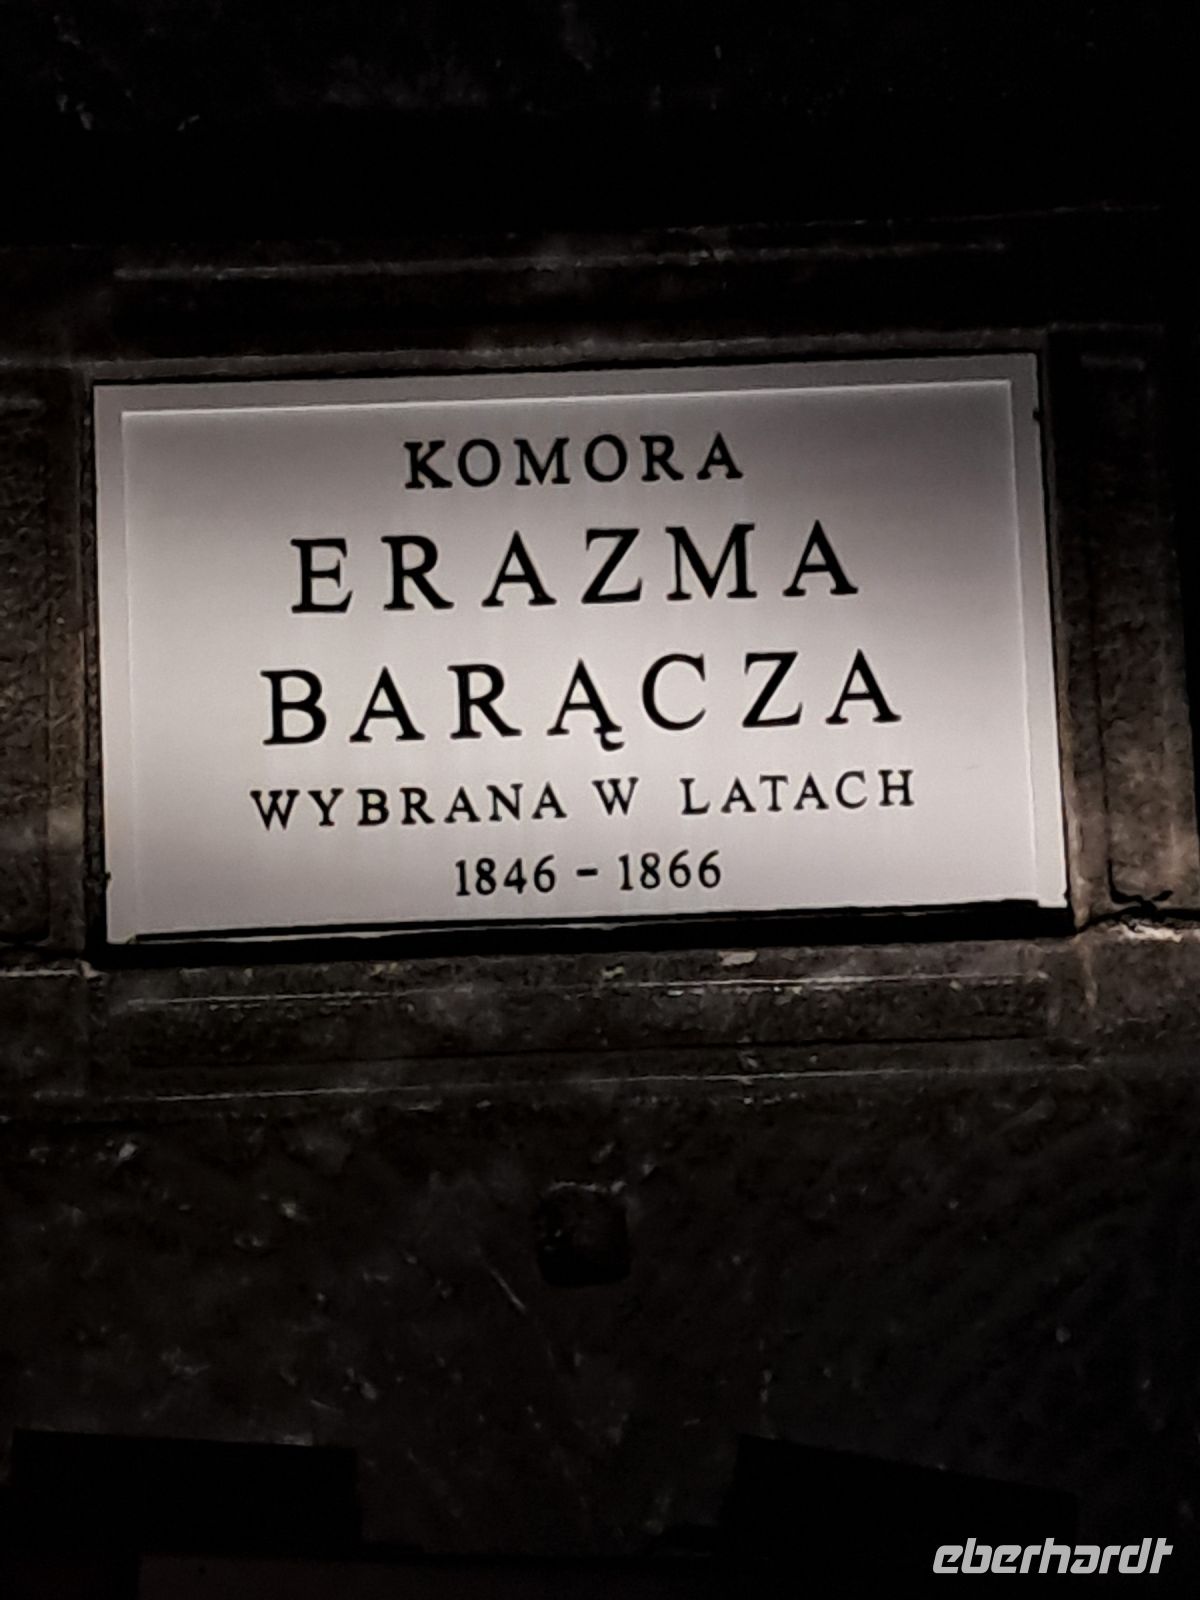 KOMORA
ERAZMA
BARĄCZA
WYBRANA W LATACH
1846 - 1866
eberhardt